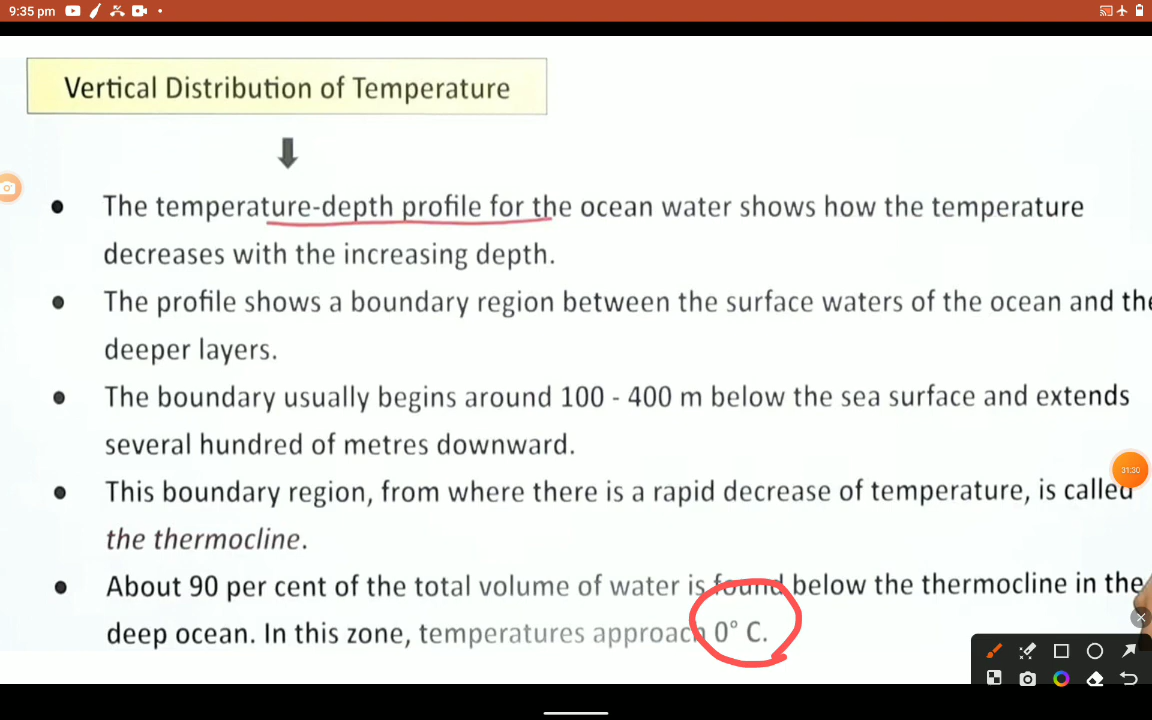 9:35 pm
Vertical Distribution of Temperature
The temperature-depth profile for the ocean water shows how the temperature
decreases with the increasing depth.
The profile shows a boundary region between the surface waters of the ocean and the
deeper layers.
The boundary usually begins around 100 - 400 m below the sea surface and extends
several hundred of metres downward.
31:30
This boundary region, from where there is a rapid decrease of temperature, is called
the thermocline.
About 90 per cent of the total volume of water is found below the thermocline in the
deep ocean. In this zone, temperatures approach 0° C.